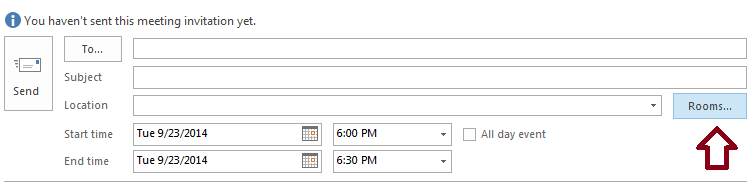 You haven't sent this meeting invitation yet.
To...
Send
Subject
Location
Rooms...
Start time
Tue 9/23/2014
6:00 PM
All day event
End time
Tue 9/23/2014
6:30 PM